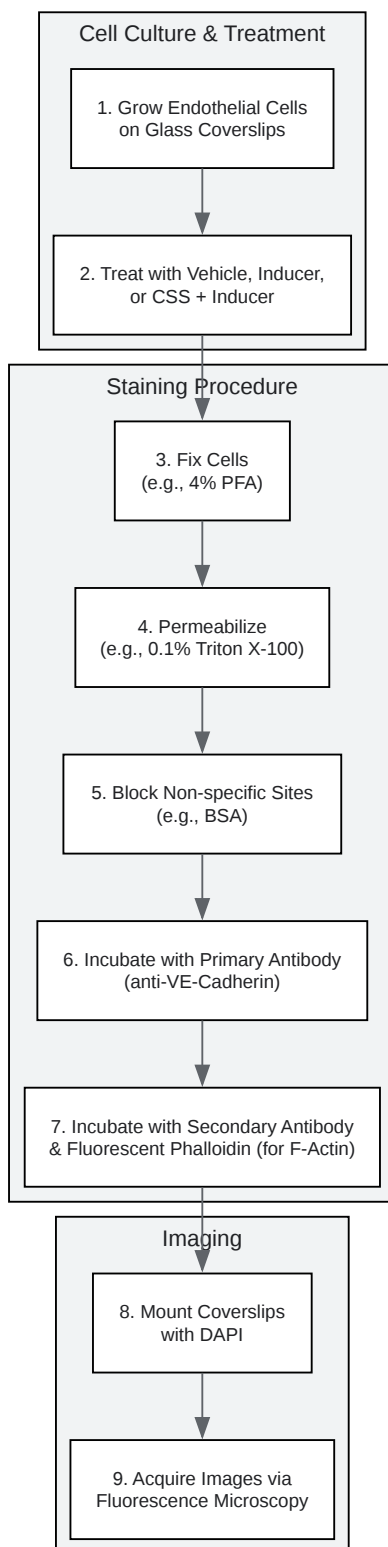 Cell Culture & Treatment
1. Grow Endothelial Cells
on Glass Coverslips
2. Treat with Vehicle, Inducer,
or CSS + Inducer
Staining Procedure
3. Fix Cells
(e.g., 4% PFA)
4. Permeabilize
(e.g., 0.1% Triton X-100)
5. Block Non-specific Sites
(e.g., BSA)
6. Incubate with Primary Antibody
(anti-VE-Cadherin)
7. Incubate with Secondary Antibody
& Fluorescent Phalloidin (for F-Actin)
Imaging
8. Mount Coverslips
with DAPI
9. Acquire Images via
Fluorescence Microscopy